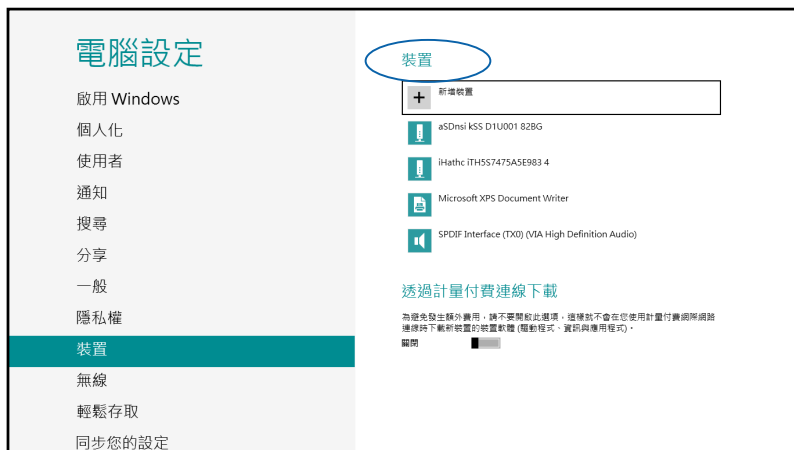 電腦設定
啟用 Windows
個人化
使用者
通知
搜尋
分享
一般
隱私權
裝置
無線
輕鬆存取
同步您的設定
裝置
新增裝置
aSDnsi kSS D1U001 82BG
iHathc iTH5S7475A5E983 4
Microsoft XPS Document Writer
SPDIF Interface (TX0) (VIA High Definition Audio)
透過計量付費連線下載
為避免發生額外費用，請不要開啟此選項，這樣就不會在您使用計量付費網際網路
連線時下載新裝置的裝置軟體 (驅動程式、資訊與應用程式)。
關閉